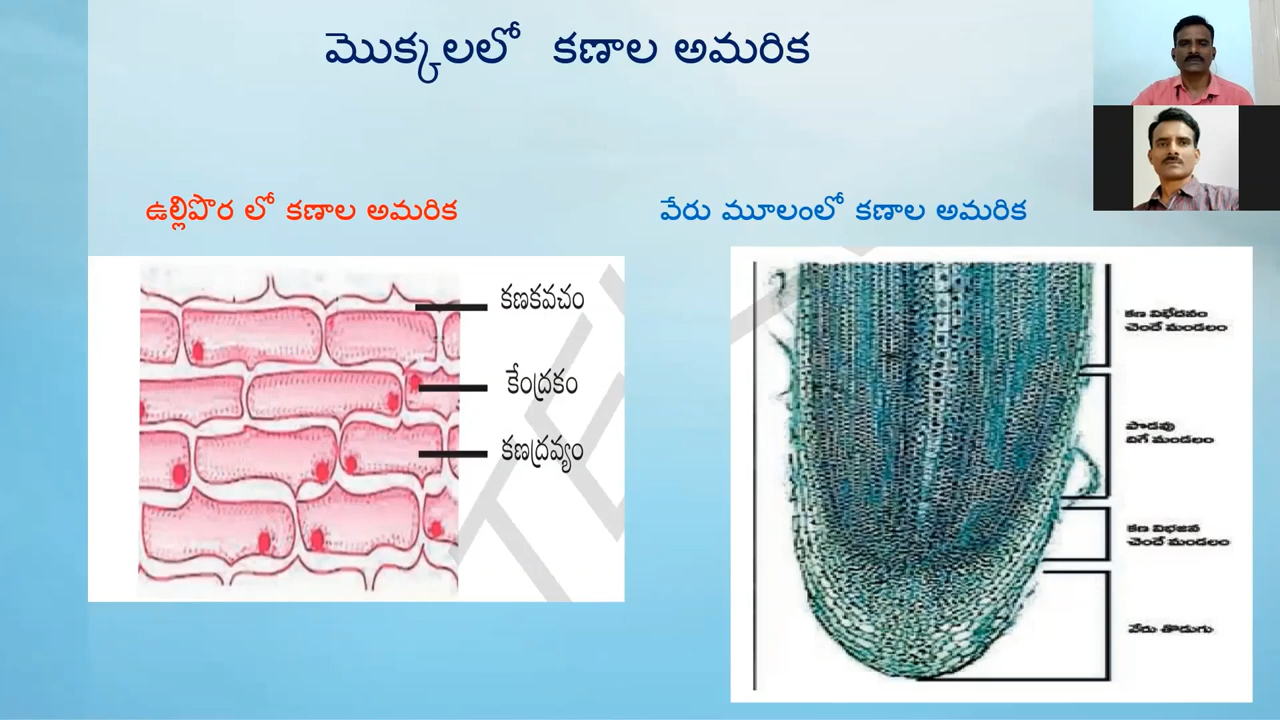 మొక్కలలో కణాల అమరిక
ఉల్లిపొర లో కణాల అమరిక
వేరు మూలంలో కణాల అమరిక
కణకవచం
కేంద్రకం
కణద్రవ్యం
కణ విభేదనం
చెందే మండలం
పొడవు
దిగే మండలం
కణ విభజన
చెందే మండలం
వేరు తొడుగు